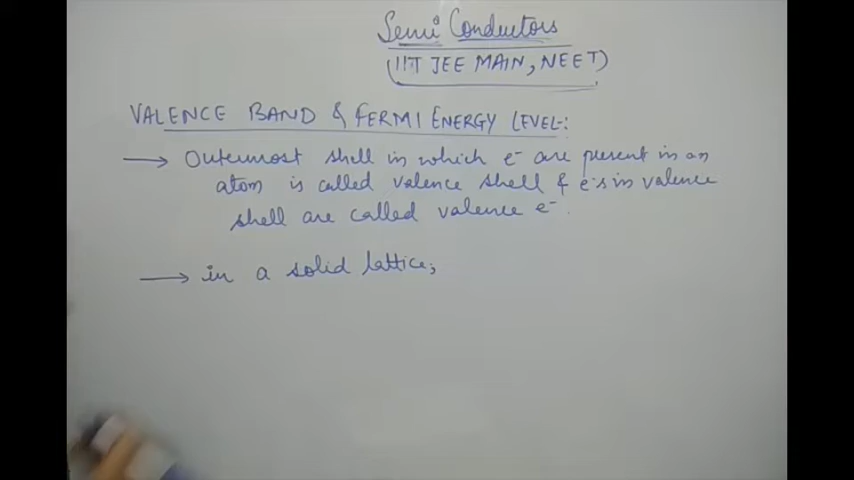 Semi Conductors
(IIT JEE MAIN, NEET)
VALENCE BAND & FERMI ENERGY LEVEL:
→ Outermost shell in which e⁻ are present in an
atom is called valence shell & e⁻s in valence
shell are called valence e⁻.
→ in a solid lattice;